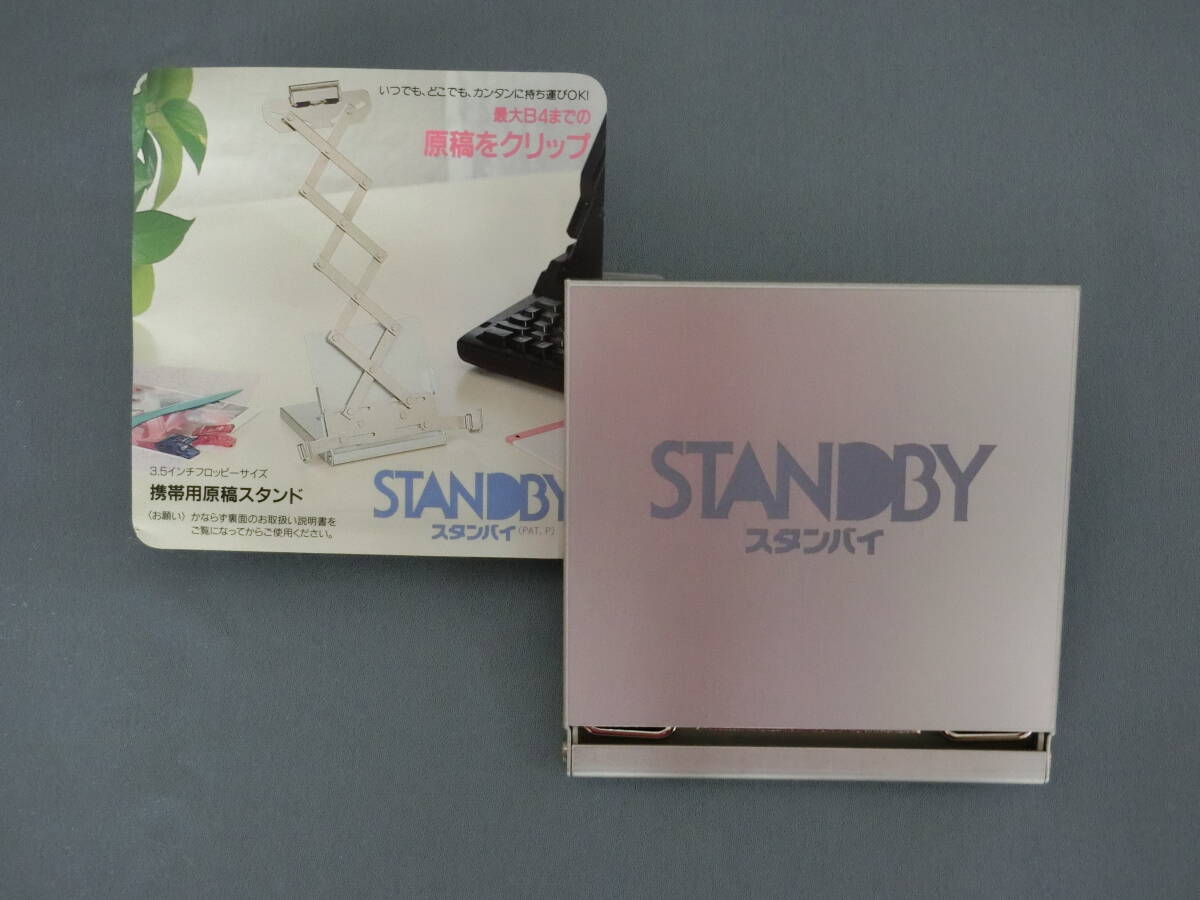 いつでも、どこでも、カンタンに持ち運びOK!
最大B4までの
原稿をクリップ
3.5インチフロッピーサイズ
携帯用原稿スタンド
〈お願い〉かならず裏面のお取扱い説明書を
ご覧になってからご使用ください。
STANDBY
スタンバイ(PAT. P)
STANDBY
スタンバイ